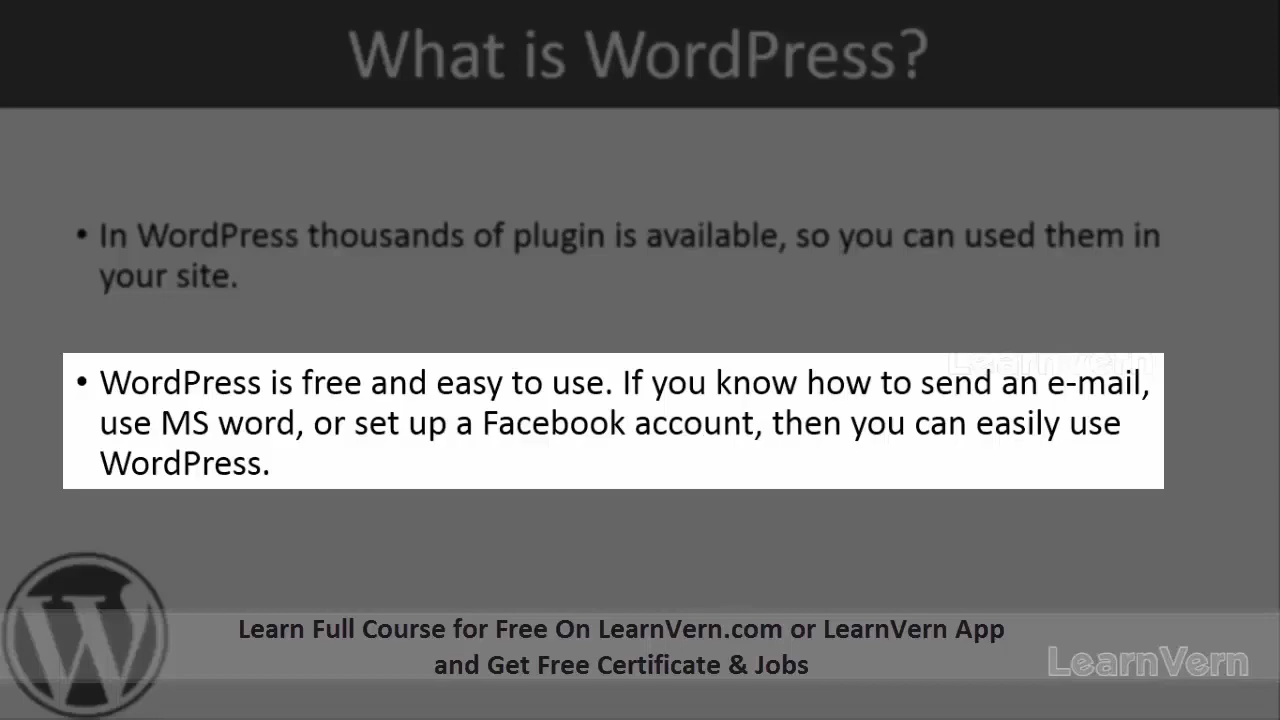 What is WordPress?
• In WordPress thousands of plugin is available, so you can used them in
your site.
LearnVern
• WordPress is free and easy to use. If you know how to send an e-mail,
use MS word, or set up a Facebook account, then you can easily use
WordPress.
Learn Full Course for Free On LearnVern.com or LearnVern App
and Get Free Certificate & Jobs
LearnVern